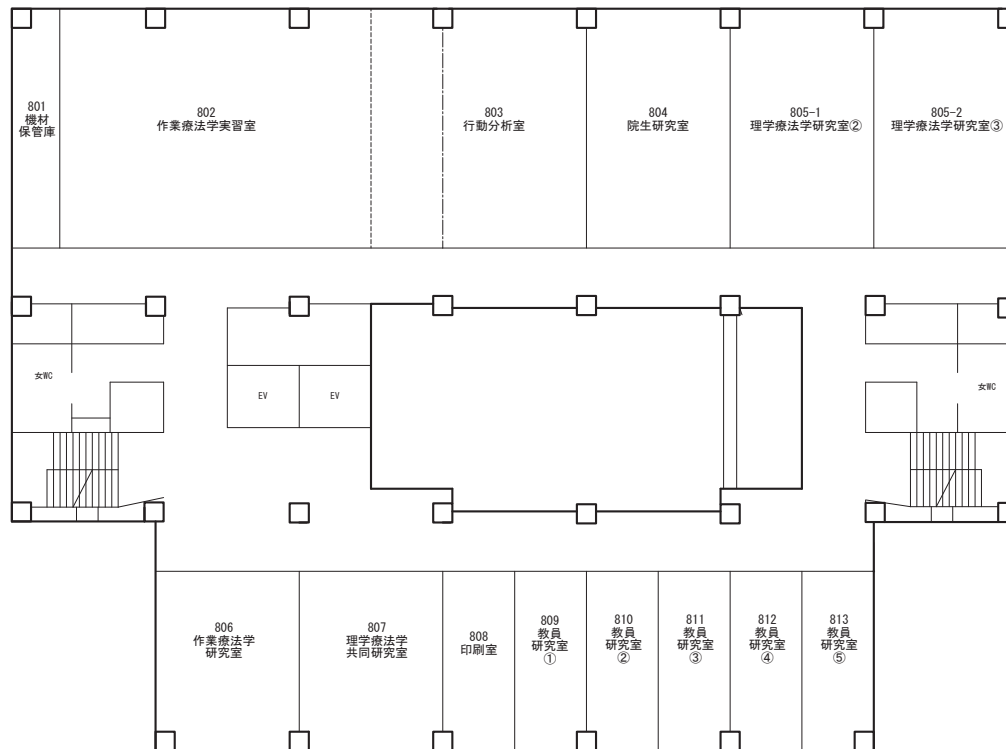 801
機材
保管庫
802
作業療法学実習室
803
行動分析室
804
院生研究室
805-1
理学療法学研究室②
805-2
理学療法学研究室③
女WC
EV
EV
女WC
806
作業療法学
研究室
807
理学療法学
共同研究室
808
印刷室
809
教員
研究室
①
810
教員
研究室
②
811
教員
研究室
③
812
教員
研究室
④
813
教員
研究室
⑤